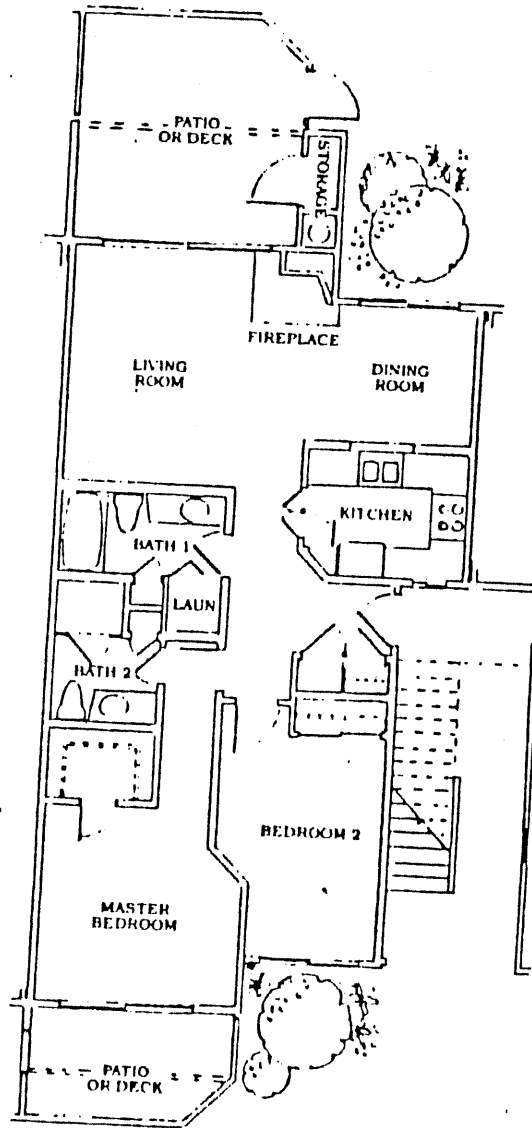 PATIO
OR DECK
STORAGE
FIREPLACE
LIVING
ROOM
DINING
ROOM
KITCHEN
BATH 1
LAUN
BATH 2
BEDROOM 2
MASTER
BEDROOM
PATIO
OR DECK